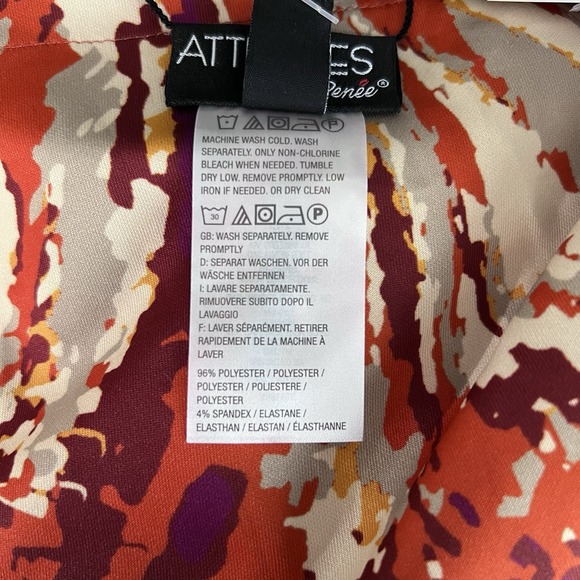 ATT ES
Renée®
MACHINE WASH COLD. WASH
SEPARATELY. ONLY NON-CHLORINE
BLEACH WHEN NEEDED. TUMBLE
DRY LOW. REMOVE PROMPTLY. LOW
IRON IF NEEDED. OR DRY CLEAN
30 P
GB: WASH SEPARATELY. REMOVE
PROMPTLY
D: SEPARAT WASCHEN. VOR DER
WÄSCHE ENTFERNEN
I: LAVARE SEPARATAMENTE.
RIMUOVERE SUBITO DOPO IL
LAVAGGIO
F: LAVER SÉPARÉMENT. RETIRER
RAPIDEMENT DE LA MACHINE À
LAVER
96% POLYESTER / POLYESTER /
POLYESTER / POLIESTERE /
POLYESTER
4% SPANDEX / ELASTANE /
ELASTHAN / ELASTAN / ÉLASTHANNE